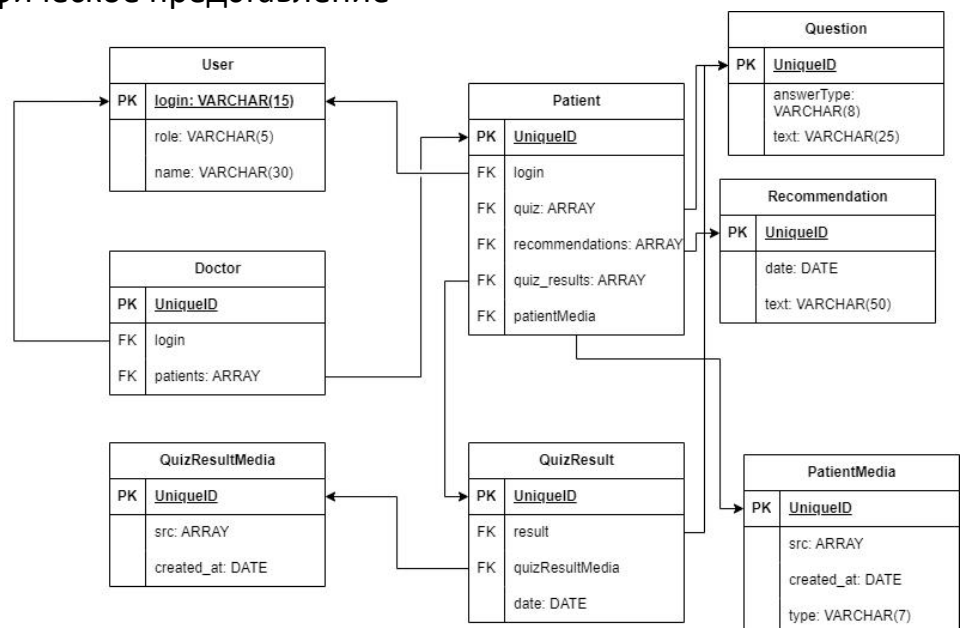 представление
User
PK login: VARCHAR(15)
role: VARCHAR(5)
name: VARCHAR(30)
Doctor
PK UniqueID
FK login
FK patients: ARRAY
QuizResultMedia
PK UniqueID
src: ARRAY
created_at: DATE
Patient
PK UniqueID
FK login
FK quiz: ARRAY
FK recommendations: ARRAY
FK quiz_results: ARRAY
FK patientMedia
QuizResult
PK UniqueID
FK result
FK quizResultMedia
date: DATE
Question
PK UniqueID
answerType:
VARCHAR(8)
text: VARCHAR(25)
Recommendation
PK UniqueID
date: DATE
text: VARCHAR(50)
PatientMedia
PK UniqueID
src: ARRAY
created_at: DATE
type: VARCHAR(7)